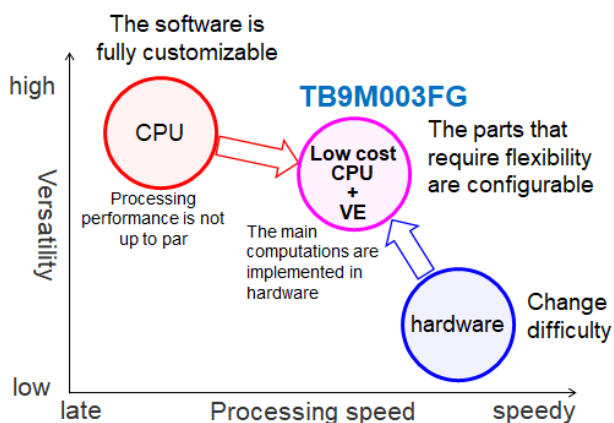 The software is
fully customizable
high
TB9M003FG
CPU
Low cost
CPU
+
VE
The parts that
require flexibility
are configurable
Versatility
Processing
performance is not
up to par
The main
computations are
implemented in
hardware
hardware
Change
difficulty
low
late
Processing speed
speedy